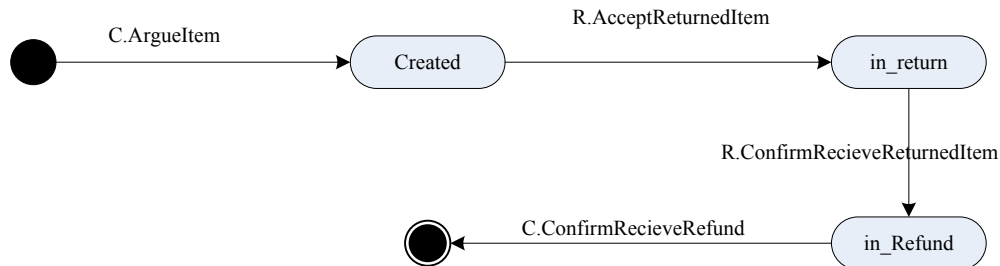 C.ArgueItem
R.AcceptReturnedItem
Created
in_return
R.ConfirmRecieveReturnedItem
C.ConfirmRecieveRefund
in_Refund